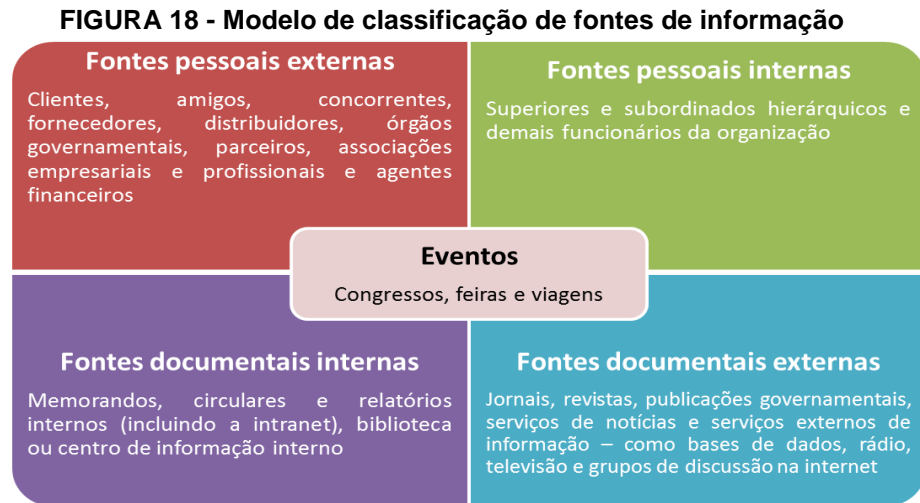 FIGURA 18 - Modelo de classificação de fontes de informação
Fontes pessoais externas
Clientes, amigos, concorrentes,
fornecedores, distribuidores, órgãos
governamentais, parceiros, associações
empresariais e profissionais e agentes
financeiros
Fontes pessoais internas
Superiores e subordinados hierárquicos e
demais funcionários da organização
Eventos
Congressos, feiras e viagens
Fontes documentais internas
Memorandos, circulares e relatórios
internos (incluindo a intranet), biblioteca
ou centro de informação interno
Fontes documentais externas
Jornais, revistas, publicações governamentais,
serviços de notícias e serviços externos de
informação – como bases de dados, rádio,
televisão e grupos de discussão na internet